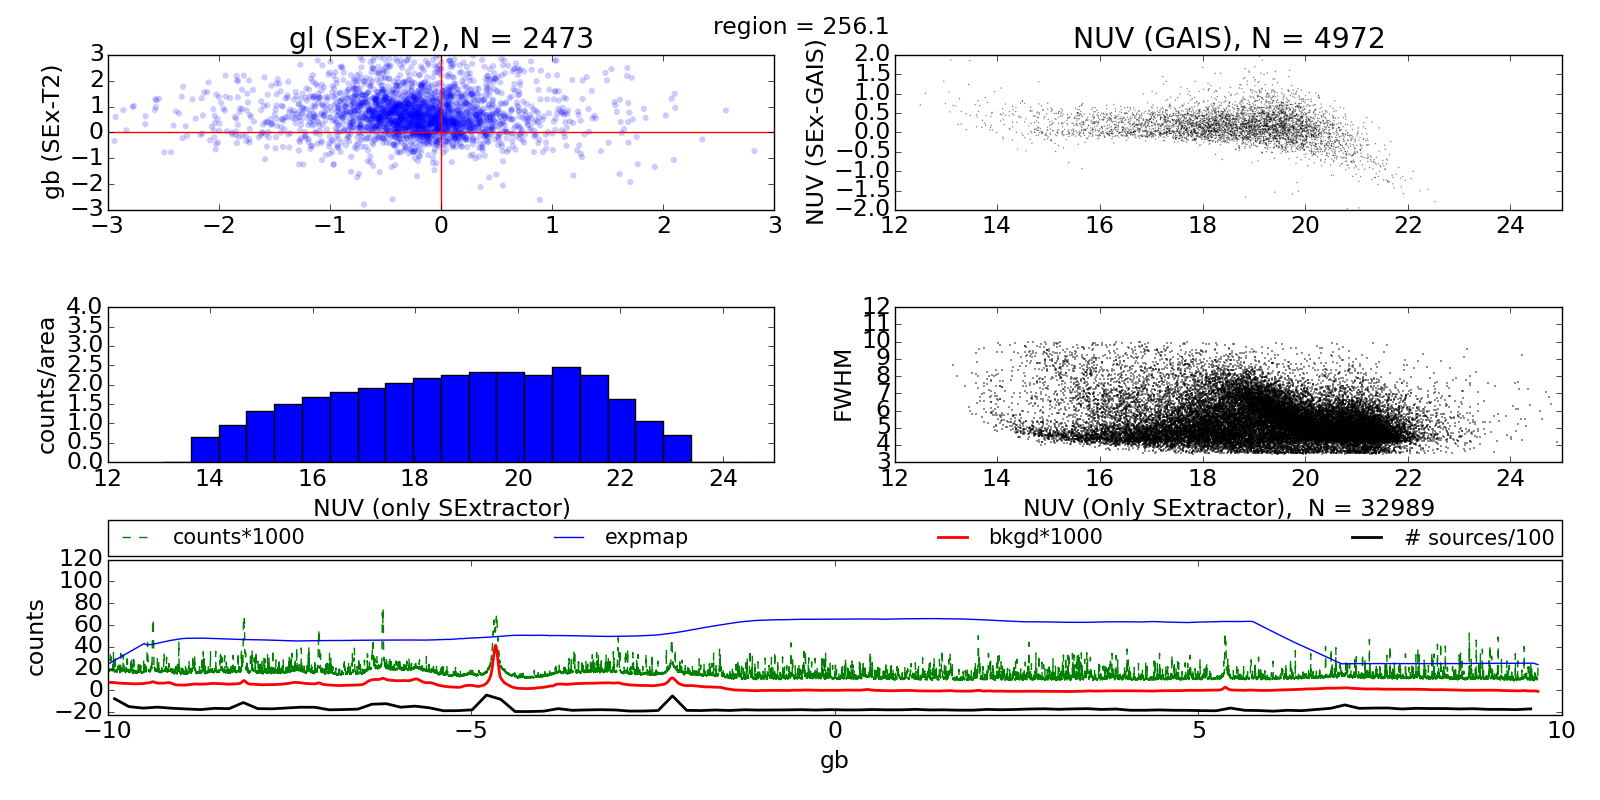 region = 256.1
gl (SEx-T2), N = 2473
gb (SEx-T2)
3
2
1
0
−1
−2
−3
−3 −2 −1 0 1 2 3
NUV (GAIS), N = 4972
NUV (SEx-GAIS)
2.0
1.5
1.0
0.5
0.0
−0.5
−1.0
−1.5
−2.0
12 14 16 18 20 22 24
counts/area
4.0
3.5
3.0
2.5
2.0
1.5
1.0
0.5
0.0
12 14 16 18 20 22 24
NUV (only SExtractor)
FWHM
12
11
10
9
8
7
6
5
4
3
12 14 16 18 20 22 24
NUV (Only SExtractor), N = 32989
counts*1000 expmap bkgd*1000 # sources/100
counts
120
100
80
60
40
20
0
−20
−10 −5 0 5 10
gb